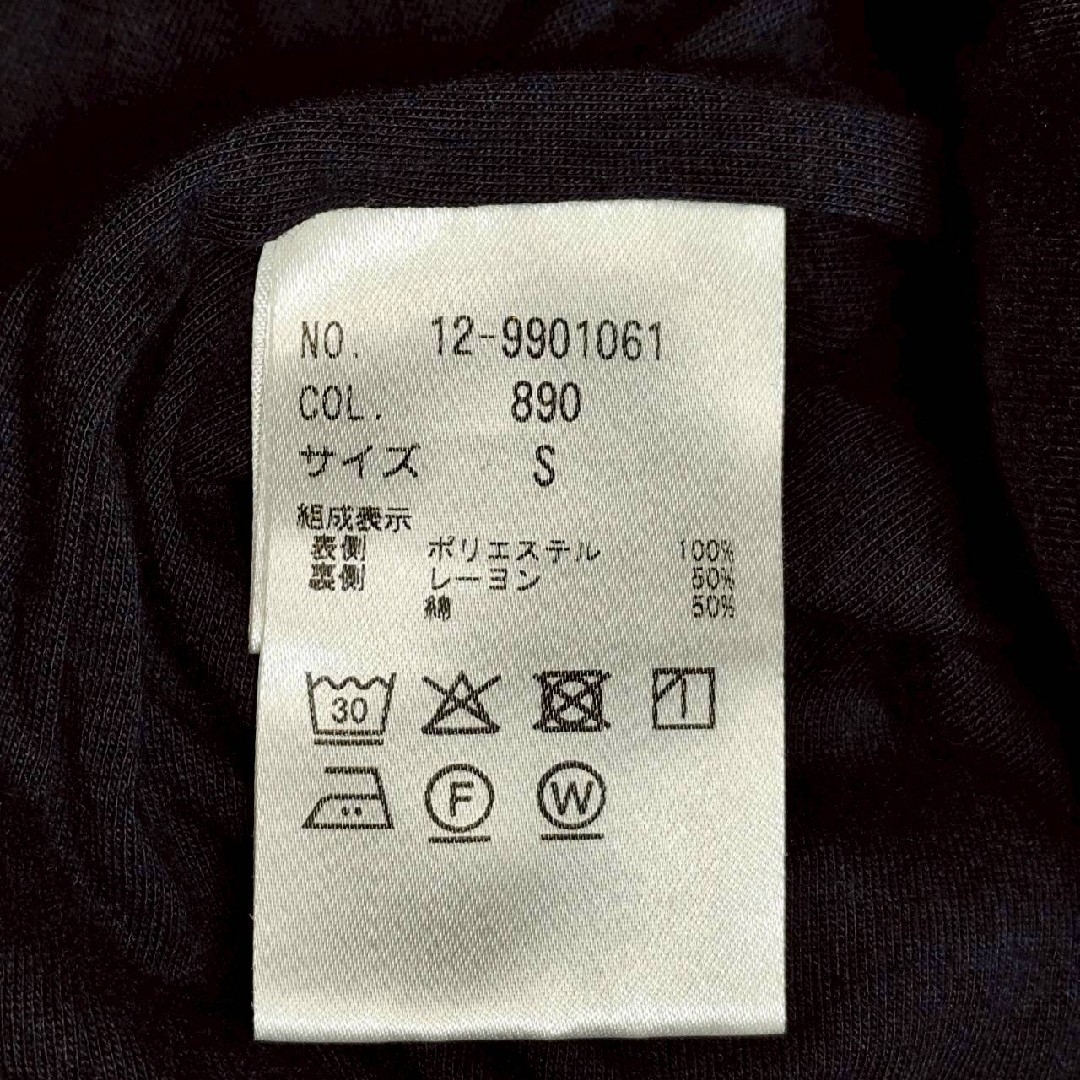 NO. 12-9901061
COL. 890
サイズ S
組成表示
表側 ポリエステル 100%
裏側 レーヨン 50%
綿 50%
30
F W